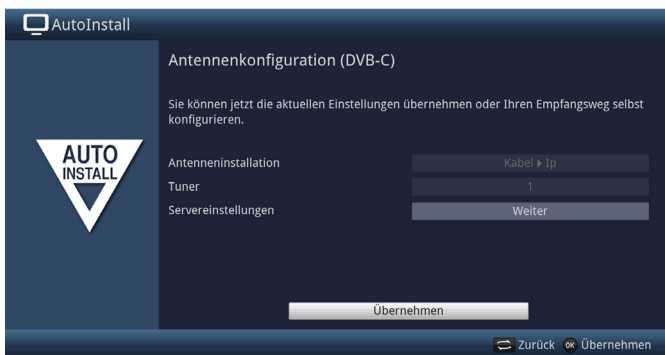 AutoInstall
Antennenkonfiguration (DVB-C)
Sie können jetzt die aktuellen Einstellungen übernehmen oder Ihren Empfangsweg selbst
konfigurieren.
AUTO
INSTALL
Antenneninstallation Kabel ▸ Ip
Tuner 1
Servereinstellungen Weiter
Übernehmen
Zurück OK Übernehmen